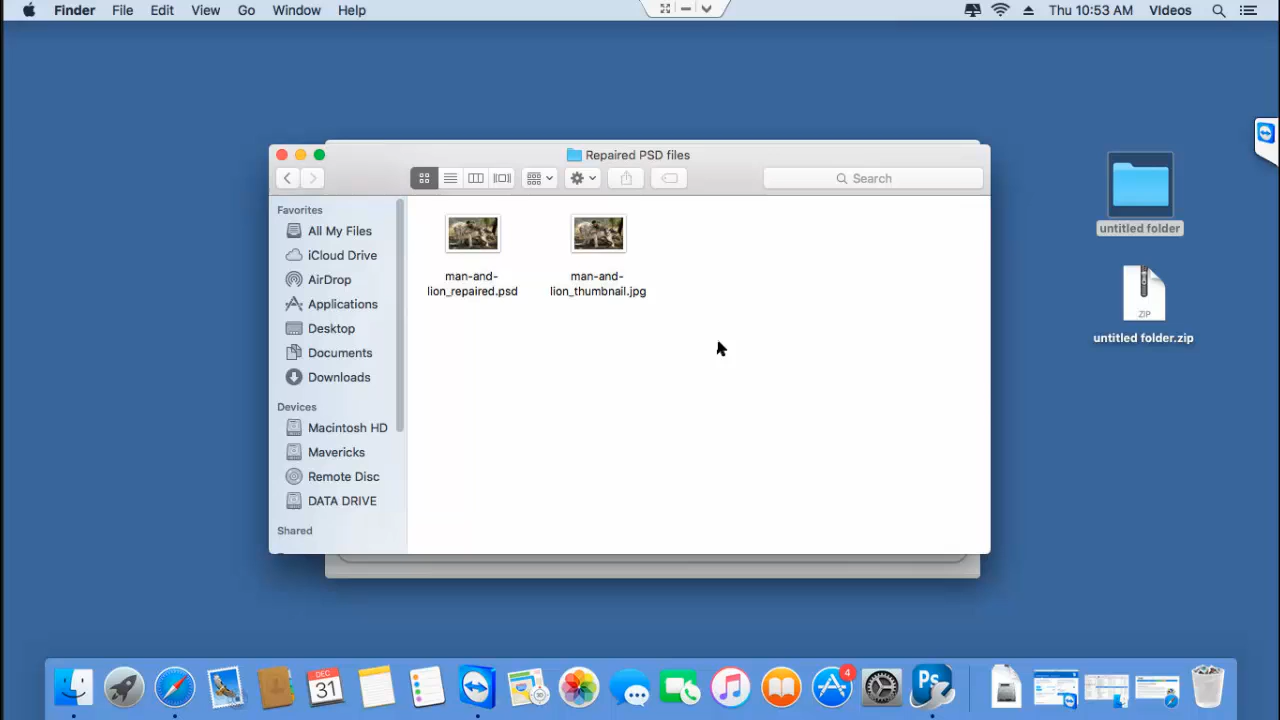 Finder File Edit View Go Window Help
Thu 10:53 AM VIdeos
Repaired PSD files
Search
Favorites
All My Files
iCloud Drive
AirDrop
Applications
Desktop
Documents
Downloads
Devices
Macintosh HD
Mavericks
Remote Disc
DATA DRIVE
Shared
man-and-
lion_repaired.psd
man-and-
lion_thumbnail.jpg
untitled folder
ZIP
untitled folder.zip
DEC
31
4
Ps